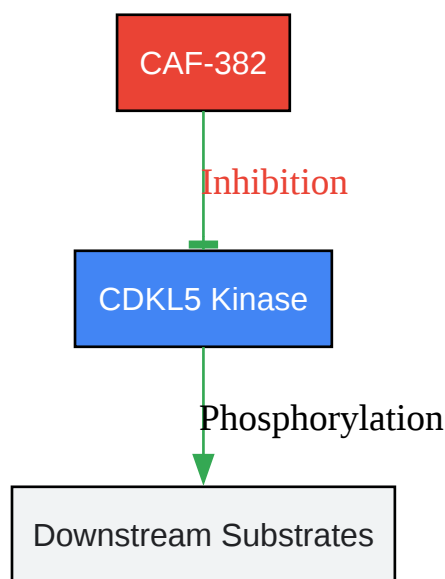 CAF-382
Inhibition
CDKL5 Kinase
Phosphorylation
Downstream Substrates